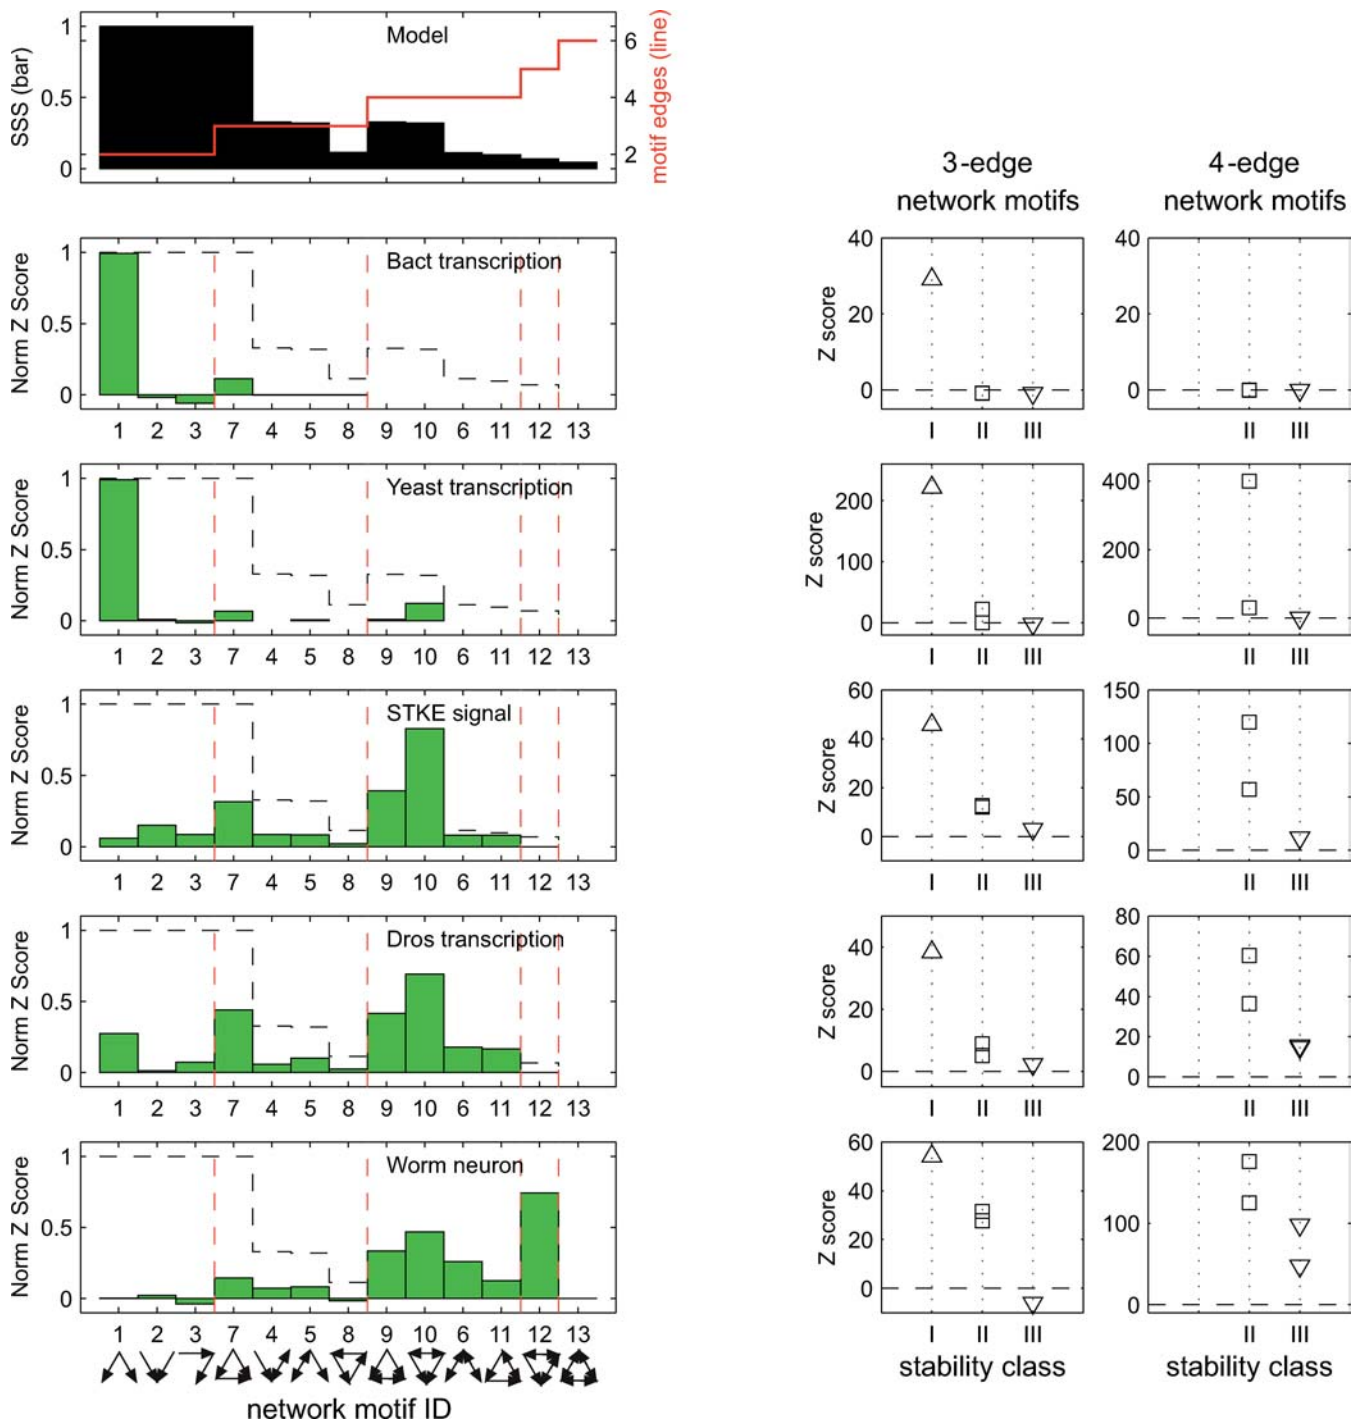 Model
SSS (bar)
1
0.5
0
6
4
2
motif edges (line)
3-edge
network motifs
4-edge
network motifs
Bact transcription
Norm Z Score
1
0.5
0
1 2 3 7 4 5 8 9 10 6 11 12 13
Z score
40
20
0
I II III
40
20
0
II III
Yeast transcription
Norm Z Score
1
0.5
0
1 2 3 7 4 5 8 9 10 6 11 12 13
Z score
200
100
0
I II III
400
200
0
II III
STKE signal
Norm Z Score
1
0.5
0
1 2 3 7 4 5 8 9 10 6 11 12 13
Z score
60
40
20
0
I II III
150
100
50
0
II III
Dros transcription
Norm Z Score
1
0.5
0
1 2 3 7 4 5 8 9 10 6 11 12 13
Z score
40
20
0
I II III
80
60
40
20
0
II III
Worm neuron
Norm Z Score
1
0.5
0
1 2 3 7 4 5 8 9 10 6 11 12 13
network motif ID
Z score
60
40
20
0
I II III
stability class
200
100
0
II III
stability class